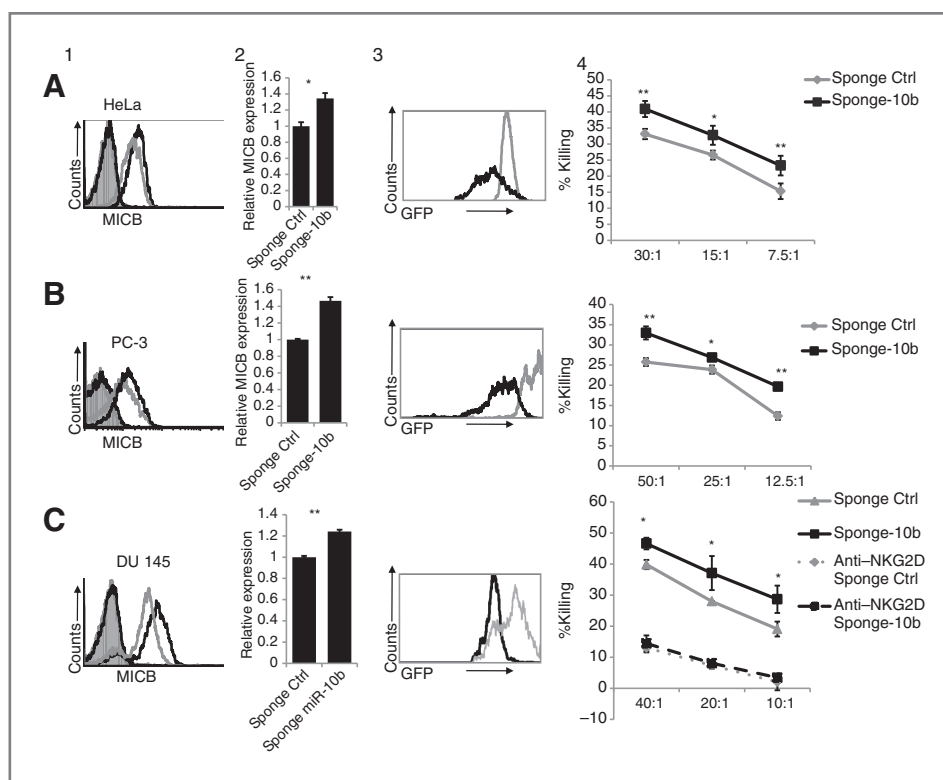 1
2
3
4
A
HeLa
Counts
MICB
Relative MICB expression
1.6
1.4
1.2
1
0.8
0.6
0.4
0.2
0
*
Sponge Ctrl
Sponge-10b
Counts
GFP
% Killing
50
45
40
35
30
25
20
15
10
5
0
**
*
**
30:1
15:1
7.5:1
Sponge Ctrl
Sponge-10b
B
PC-3
Counts
MICB
Relative MICB expression
1.6
1.4
1.2
1
0.8
0.6
0.4
0.2
0
**
Sponge Ctrl
Sponge-10b
Counts
GFP
%Killing
40
35
30
25
20
15
10
5
0
**
*
**
50:1
25:1
12.5:1
Sponge Ctrl
Sponge-10b
C
DU 145
Counts
MICB
Relative expression
1.4
1.2
1
0.8
0.6
0.4
0.2
0
**
Sponge Ctrl
Sponge miR-10b
Counts
GFP
%Killing
60
50
40
30
20
10
0
–10
*
*
*
40:1
20:1
10:1
Sponge Ctrl
Sponge-10b
Anti–NKG2D
Sponge Ctrl
Anti–NKG2D
Sponge-10b